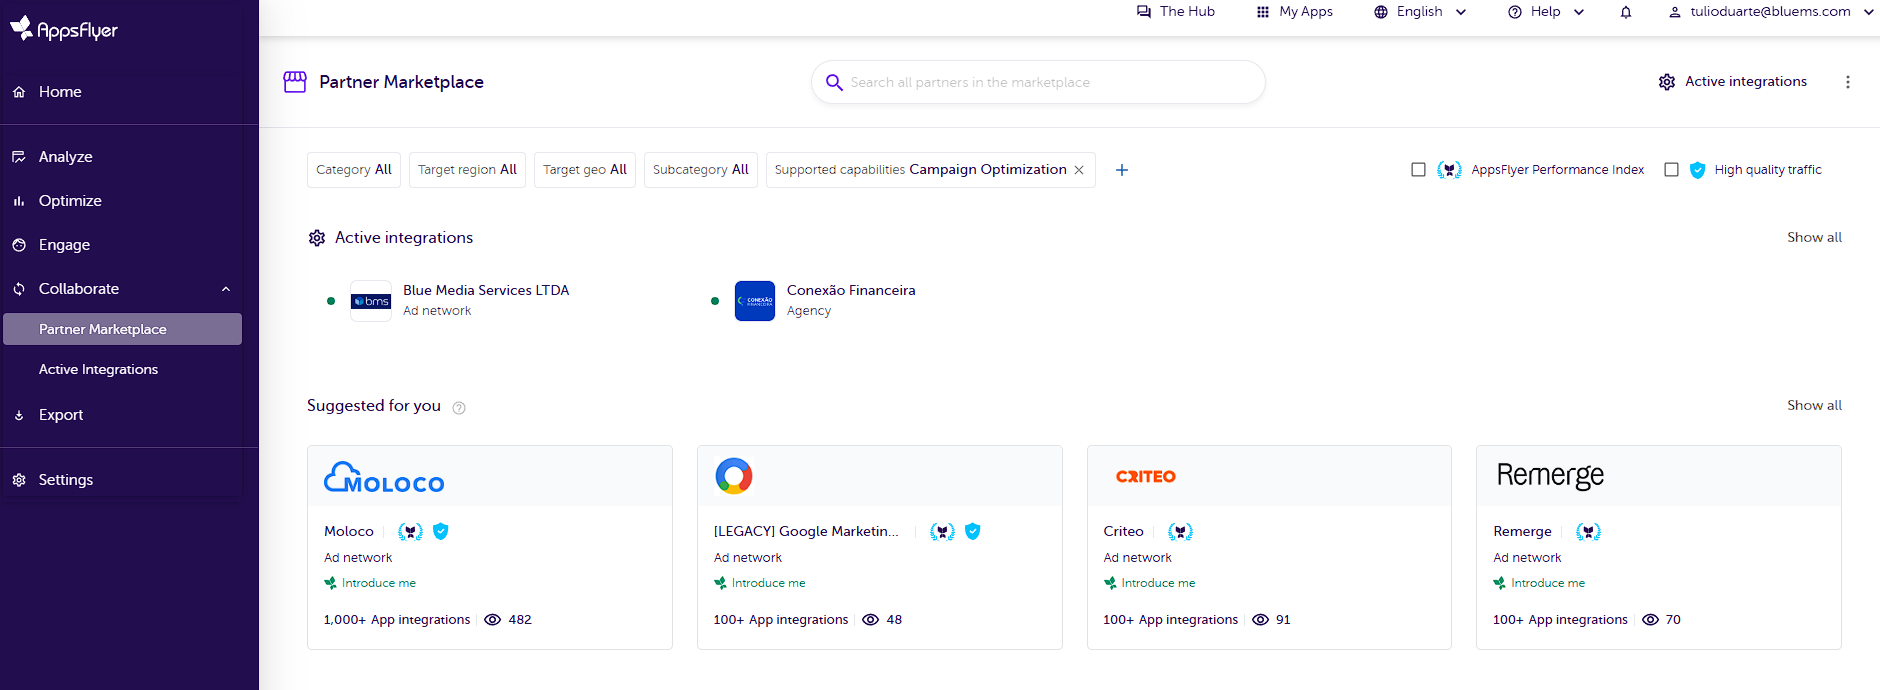 AppsFlyer
The Hub
My Apps
English
Help
tulioduarte@bluems.com
Home
Analyze
Optimize
Engage
Collaborate
Partner Marketplace
Active Integrations
Export
Settings
Partner Marketplace
Search all partners in the marketplace
Active integrations
Category All
Target region All
Target geo All
Subcategory All
Supported capabilities Campaign Optimization
AppsFlyer Performance Index
High quality traffic
Active integrations
Show all
bms
Blue Media Services LTDA
Ad network
CONEXÃO
FINANCEIRA
Conexão Financeira
Agency
Suggested for you
Show all
MOLOCO
Moloco
Ad network
Introduce me
1,000+ App integrations 482
[LEGACY] Google Marketin...
Ad network
Introduce me
100+ App integrations 48
CRITEO
Criteo
Ad network
Introduce me
100+ App integrations 91
Remerge
Remerge
Ad network
Introduce me
100+ App integrations 70